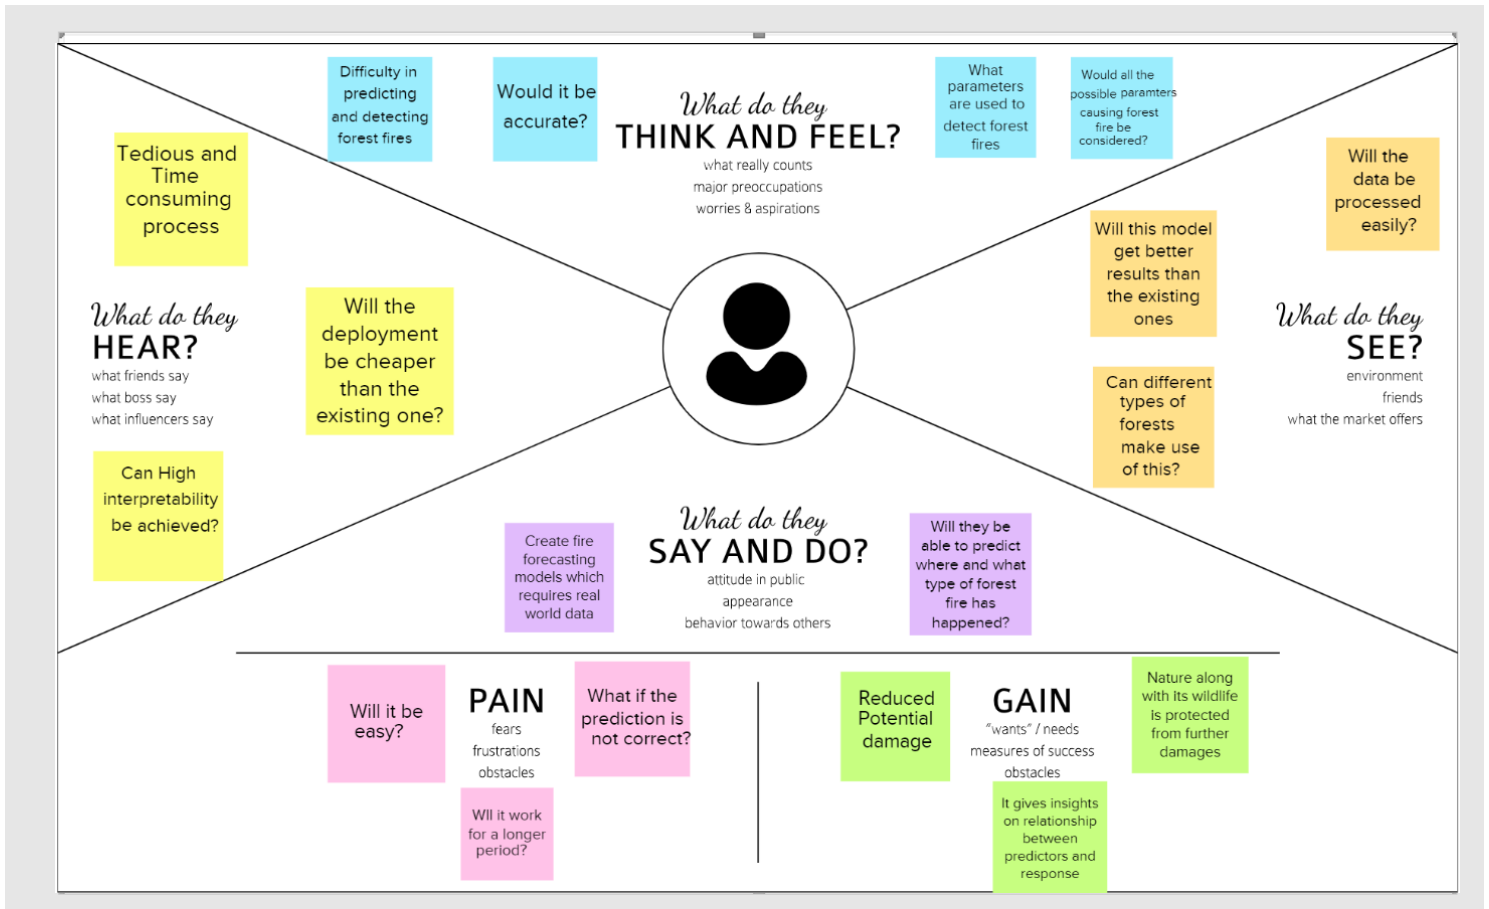 Difficulty in
predicting
and detecting
forest fires
Would it be
accurate?
What do they
THINK AND FEEL?
what really counts
major preoccupations
worries & aspirations
What
parameters
are used to
detect forest
fires
Would all the
possible paramters
causing forest
fire be
considered?
Tedious and
Time
consuming
process
Will the
deployment
be cheaper
than the
existing one?
What do they
HEAR?
what friends say
what boss say
what influencers say
Can High
interpretability
be achieved?
Will the
data be
processed
easily?
Will this model
get better
results than
the existing
ones
What do they
SEE?
environment
friends
what the market offers
Can different
types of
forests
make use
of this?
Create fire
forecasting
models which
requires real
world data
What do they
SAY AND DO?
attitude in public
appearance
behavior towards others
Will they be
able to predict
where and what
type of forest
fire has
happened?
Will it be
easy?
PAIN
fears
frustrations
obstacles
What if the
prediction is
not correct?
WIl it work
for a longer
period?
Reduced
Potential
damage
GAIN
"wants" / needs
measures of success
obstacles
Nature along
with its wildlife
is protected
from further
damages
It gives insights
on relationship
between
predictors and
response